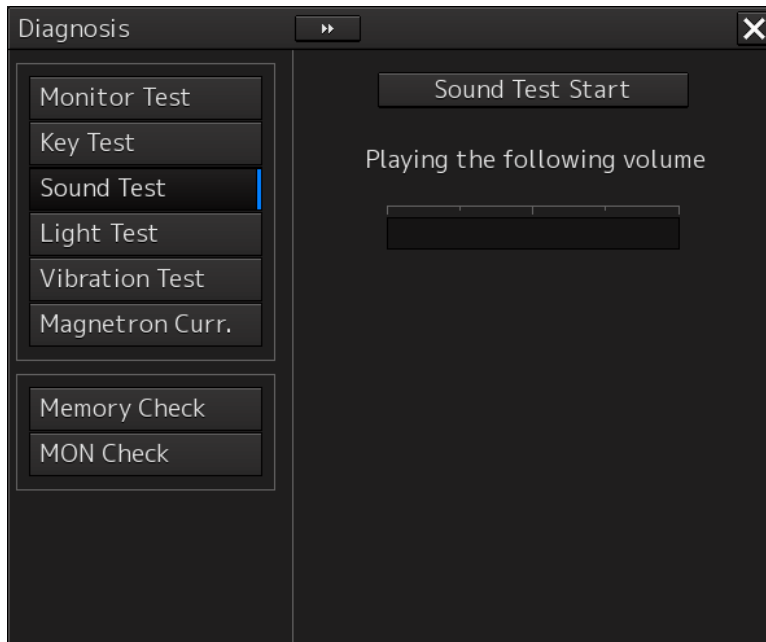 Diagnosis
Monitor Test
Key Test
Sound Test
Light Test
Vibration Test
Magnetron Curr.
Memory Check
MON Check
Sound Test Start
Playing the following volume